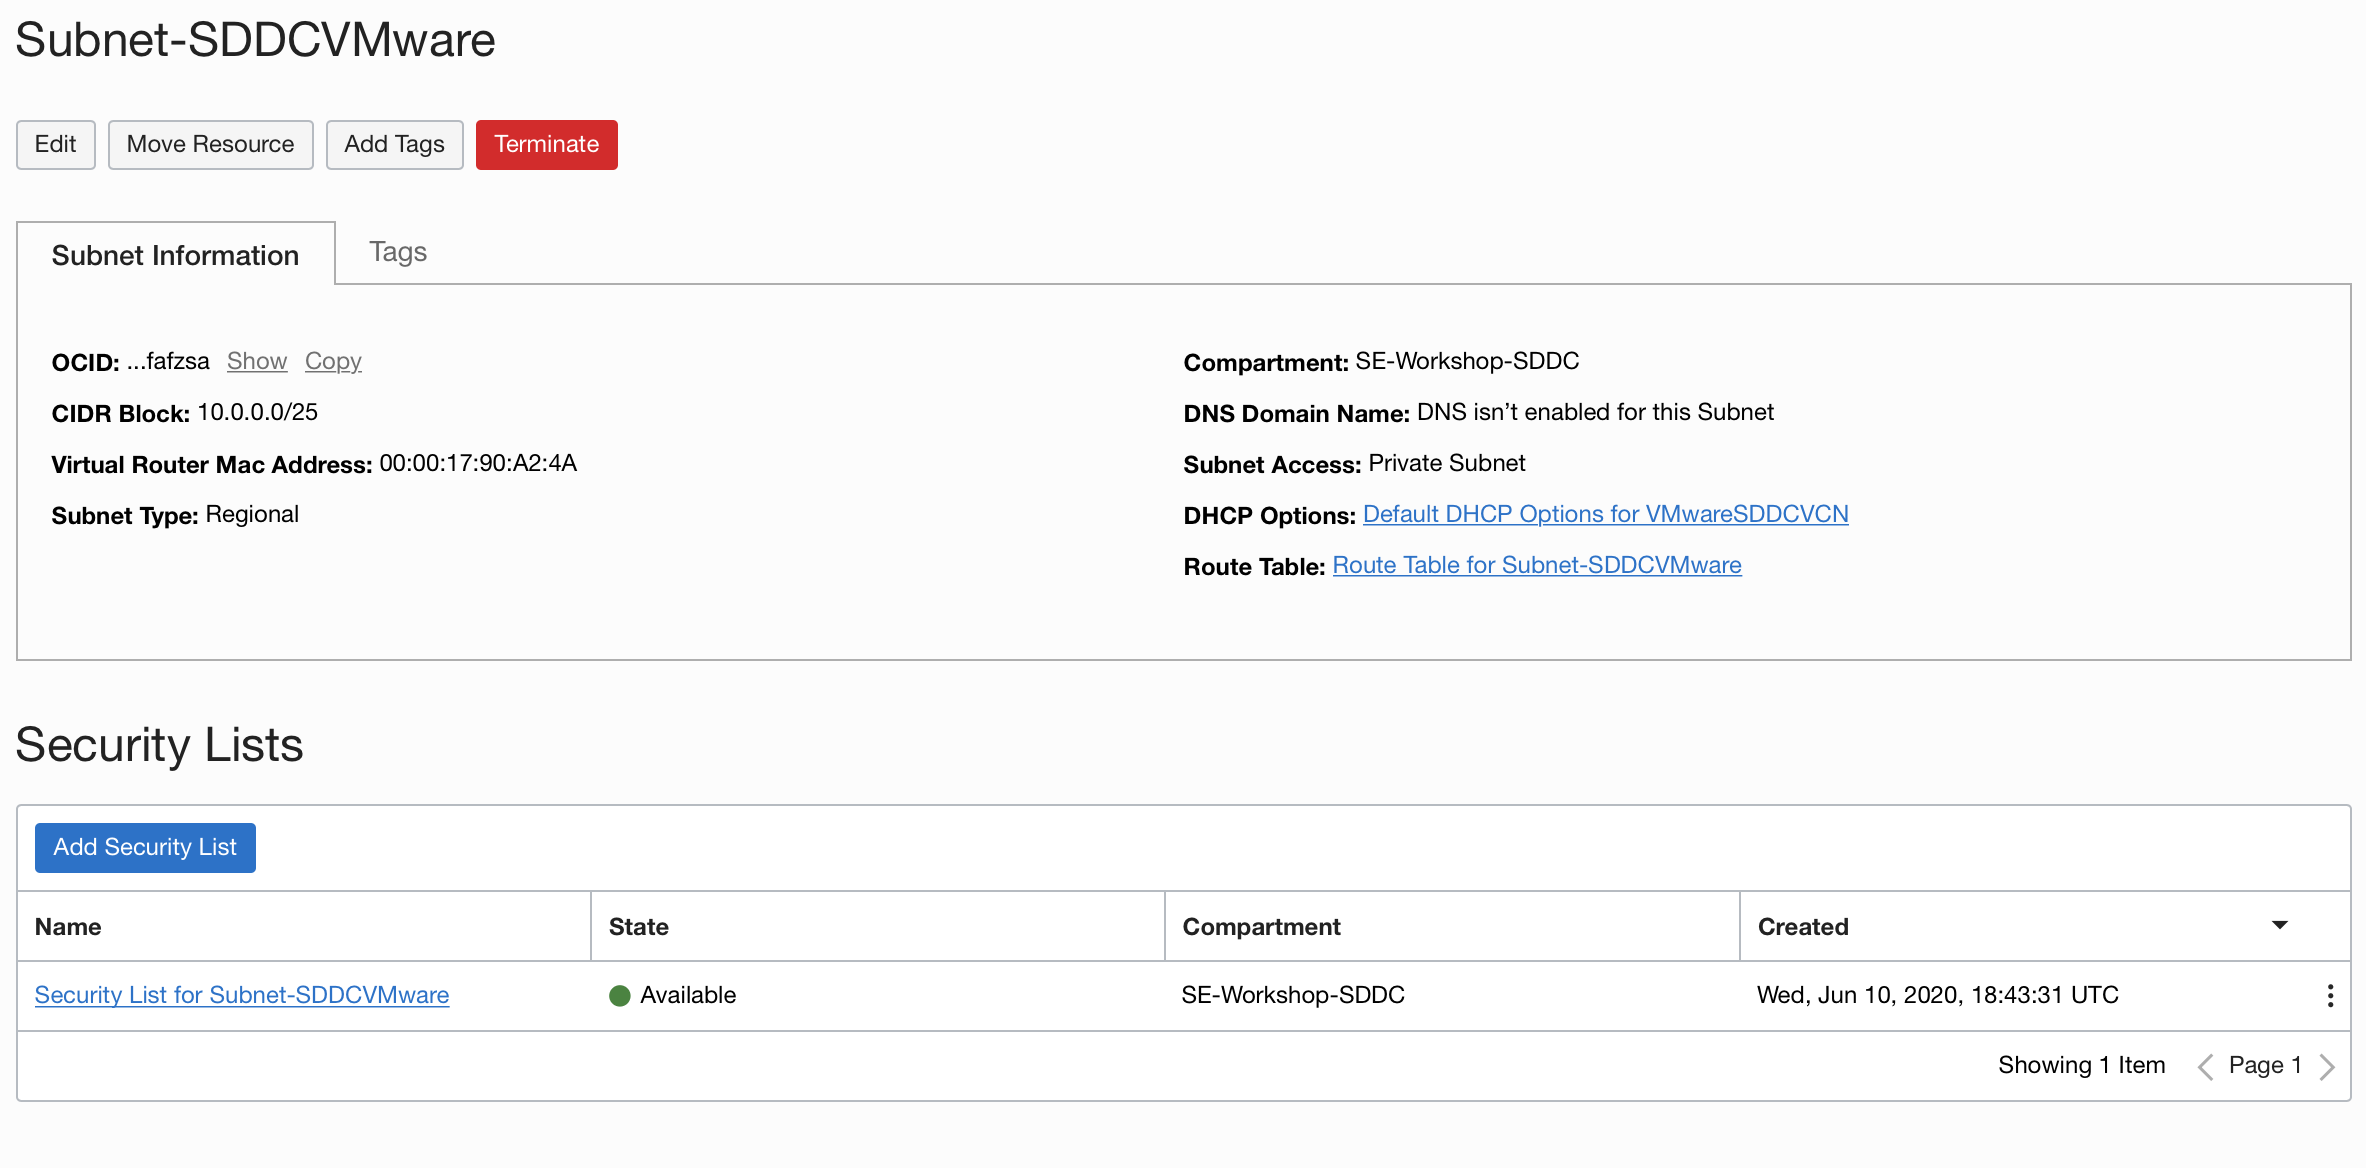 Subnet-SDDCVMware
Edit Move Resource Add Tags Terminate
Subnet Information Tags
OCID: ...fafzsa Show Copy
CIDR Block: 10.0.0.0/25
Virtual Router Mac Address: 00:00:17:90:A2:4A
Subnet Type: Regional
Compartment: SE-Workshop-SDDC
DNS Domain Name: DNS isn’t enabled for this Subnet
Subnet Access: Private Subnet
DHCP Options: Default DHCP Options for VMwareSDDCVCN
Route Table: Route Table for Subnet-SDDCVMware
Security Lists
Add Security List
Name State Compartment Created
Security List for Subnet-SDDCVMware Available SE-Workshop-SDDC Wed, Jun 10, 2020, 18:43:31 UTC
Showing 1 Item Page 1